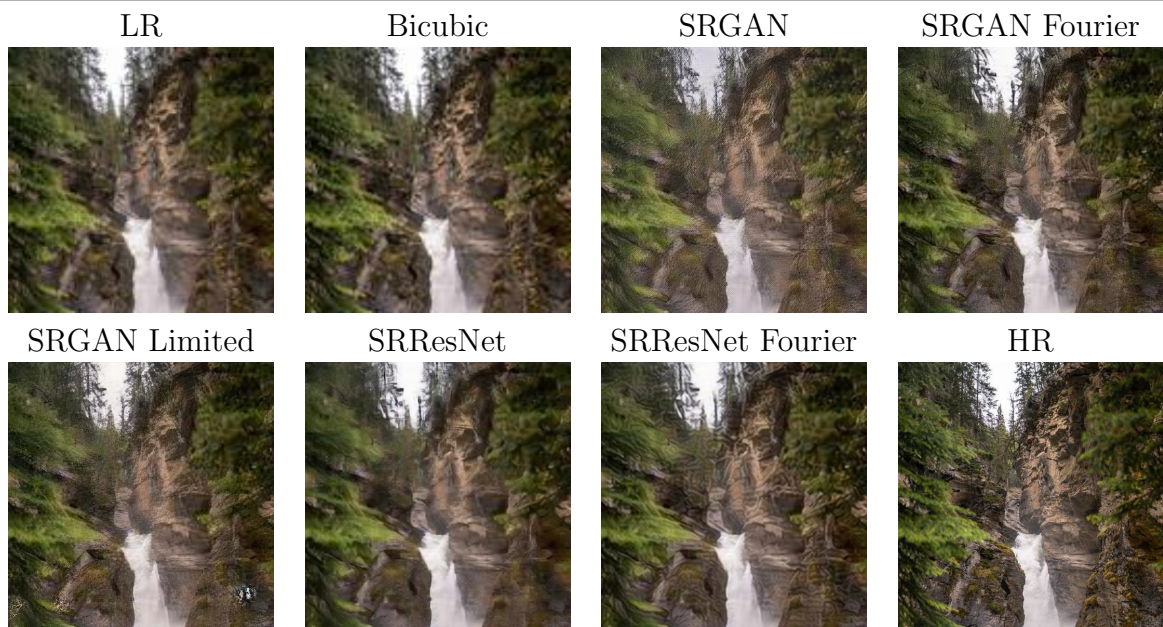 LR
Bicubic
SRGAN
SRGAN Fourier
SRGAN Limited
SRResNet
SRResNet Fourier
HR